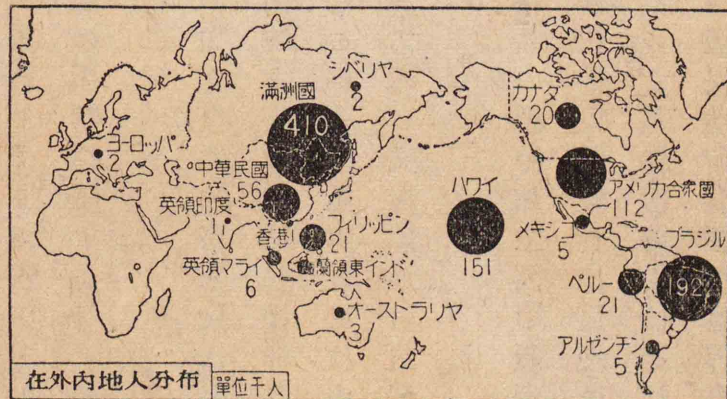 シベリヤ
2
滿洲國
410
カナダ
20
ヨーロッパ
2
中華民國
56
ハワイ
151
アメリカ合衆國
112
英領印度
1
香港1
フィリッピン
21
メキシコ
5
ブラジル
192
英領マライ
6
蘭領東インド
ペルー
21
オーストラリヤ
3
アルゼンチン
5
在外內地人分布
單位千人